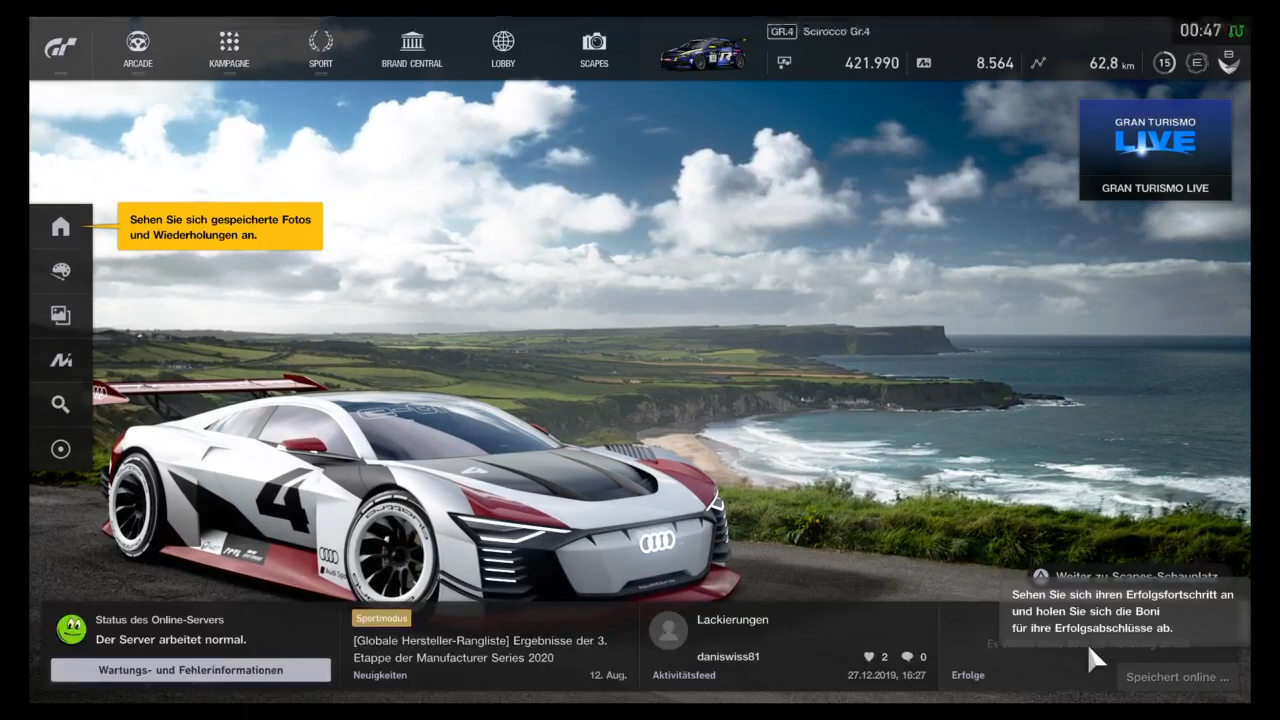 00:47
GR.4 Scirocco Gr.4
ARCADE
KAMPAGNE
SPORT
BRAND CENTRAL
LOBBY
SCAPES
421.990
8.564
62,8 km
15
E
B
GRAN TURISMO
LIVE
GRAN TURISMO LIVE
Sehen Sie sich gespeicherte Fotos
und Wiederholungen an.
4
Weiter zu Scapes-Schauplatz
Sehen Sie sich ihren Erfolgsfortschritt an
und holen Sie sich die Boni
für ihre Erfolgsabschlüsse ab.
Status des Online-Servers
Der Server arbeitet normal.
Wartungs- und Fehlerinformationen
Sportmodus
[Globale Hersteller-Rangliste] Ergebnisse der 3.
Etappe der Manufacturer Series 2020
Neuigkeiten 12. Aug.
Lackierungen
daniswiss81 2 0
Aktivitätsfeed 27.12.2019, 16:27
Erfolge
Speichert online ...